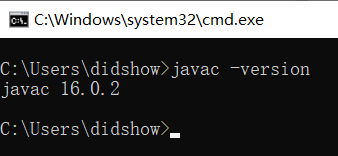 C:\Windows\system32\cmd.exe
C:\Users\didshow>javac -version
javac 16.0.2
C:\Users\didshow>